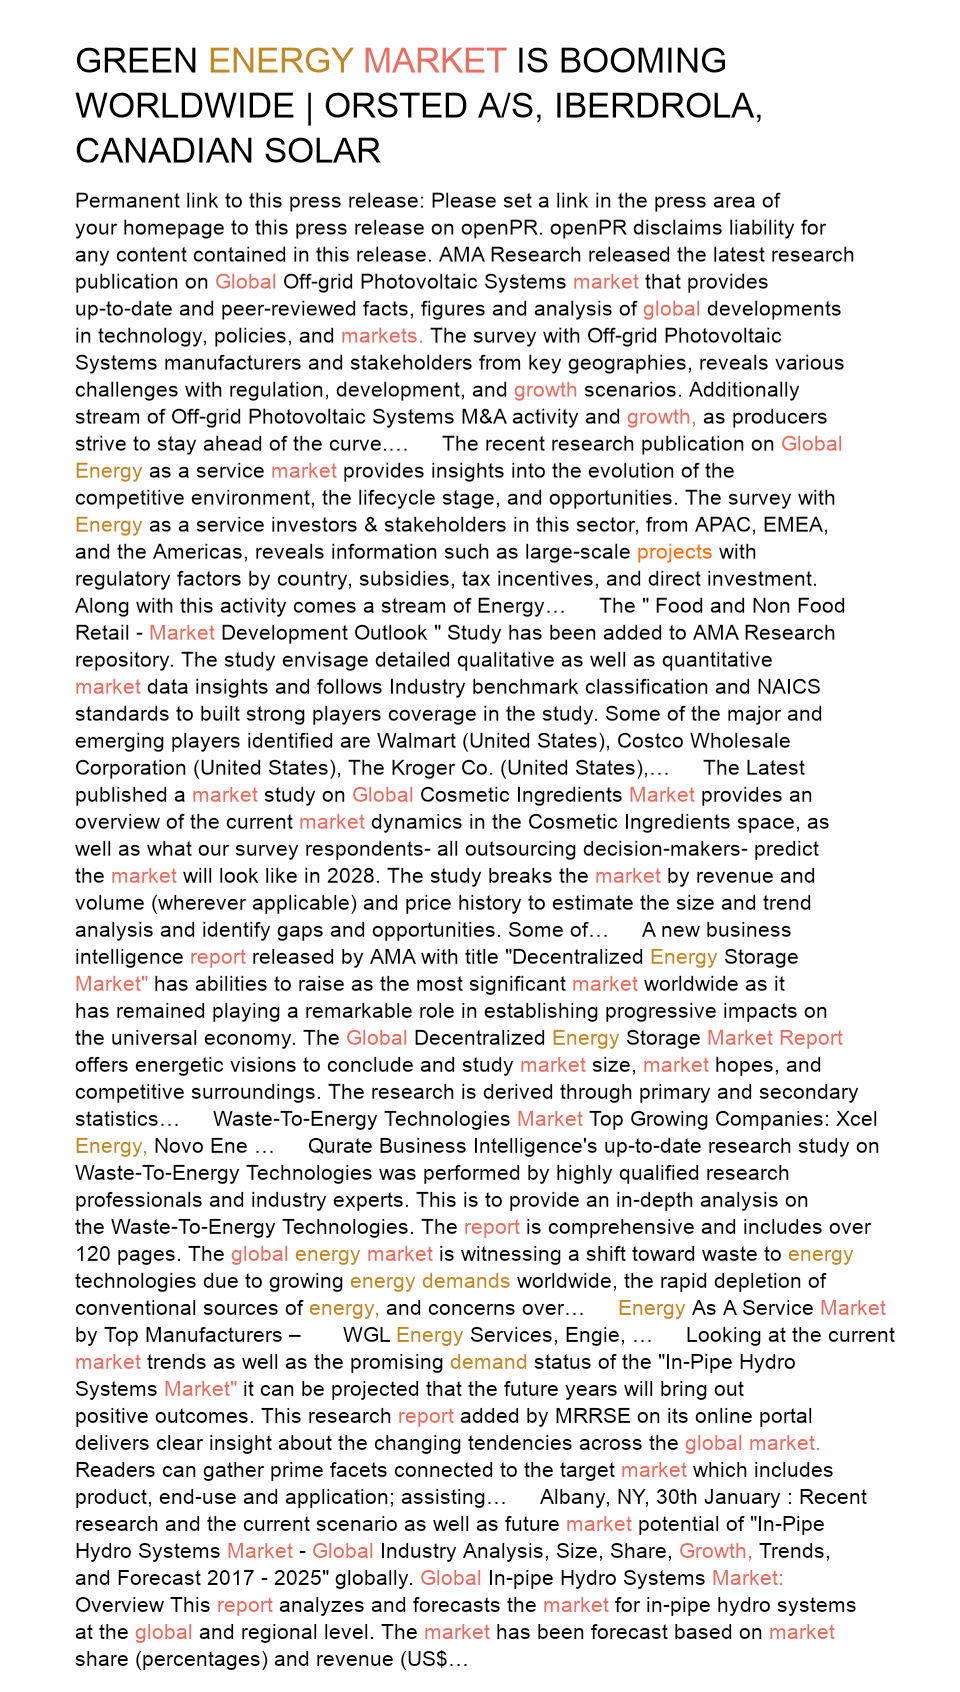 GREEN ENERGY MARKET IS BOOMING
WORLDWIDE | ORSTED A/S, IBERDROLA,
CANADIAN SOLAR
Permanent link to this press release: Please set a link in the press area of
your homepage to this press release on openPR. openPR disclaims liability for
any content contained in this release. AMA Research released the latest research
publication on Global Off-grid Photovoltaic Systems market that provides
up-to-date and peer-reviewed facts, figures and analysis of global developments
in technology, policies, and markets. The survey with Off-grid Photovoltaic
Systems manufacturers and stakeholders from key geographies, reveals various
challenges with regulation, development, and growth scenarios. Additionally
stream of Off-grid Photovoltaic Systems M&A activity and growth, as producers
strive to stay ahead of the curve.… The recent research publication on Global
Energy as a service market provides insights into the evolution of the
competitive environment, the lifecycle stage, and opportunities. The survey with
Energy as a service investors & stakeholders in this sector, from APAC, EMEA,
and the Americas, reveals information such as large-scale projects with
regulatory factors by country, subsidies, tax incentives, and direct investment.
Along with this activity comes a stream of Energy… The " Food and Non Food
Retail - Market Development Outlook " Study has been added to AMA Research
repository. The study envisage detailed qualitative as well as quantitative
market data insights and follows Industry benchmark classification and NAICS
standards to built strong players coverage in the study. Some of the major and
emerging players identified are Walmart (United States), Costco Wholesale
Corporation (United States), The Kroger Co. (United States),… The Latest
published a market study on Global Cosmetic Ingredients Market provides an
overview of the current market dynamics in the Cosmetic Ingredients space, as
well as what our survey respondents- all outsourcing decision-makers- predict
the market will look like in 2028. The study breaks the market by revenue and
volume (wherever applicable) and price history to estimate the size and trend
analysis and identify gaps and opportunities. Some of… A new business
intelligence report released by AMA with title "Decentralized Energy Storage
Market" has abilities to raise as the most significant market worldwide as it
has remained playing a remarkable role in establishing progressive impacts on
the universal economy. The Global Decentralized Energy Storage Market Report
offers energetic visions to conclude and study market size, market hopes, and
competitive surroundings. The research is derived through primary and secondary
statistics… Waste-To-Energy Technologies Market Top Growing Companies: Xcel
Energy, Novo Ene … Qurate Business Intelligence's up-to-date research study on
Waste-To-Energy Technologies was performed by highly qualified research
professionals and industry experts. This is to provide an in-depth analysis on
the Waste-To-Energy Technologies. The report is comprehensive and includes over
120 pages. The global energy market is witnessing a shift toward waste to energy
technologies due to growing energy demands worldwide, the rapid depletion of
conventional sources of energy, and concerns over… Energy As A Service Market
by Top Manufacturers – WGL Energy Services, Engie, … Looking at the current
market trends as well as the promising demand status of the "In-Pipe Hydro
Systems Market" it can be projected that the future years will bring out
positive outcomes. This research report added by MRRSE on its online portal
delivers clear insight about the changing tendencies across the global market.
Readers can gather prime facets connected to the target market which includes
product, end-use and application; assisting… Albany, NY, 30th January : Recent
research and the current scenario as well as future market potential of "In-Pipe
Hydro Systems Market - Global Industry Analysis, Size, Share, Growth, Trends,
and Forecast 2017 - 2025" globally. Global In-pipe Hydro Systems Market:
Overview This report analyzes and forecasts the market for in-pipe hydro systems
at the global and regional level. The market has been forecast based on market
share (percentages) and revenue (US$…